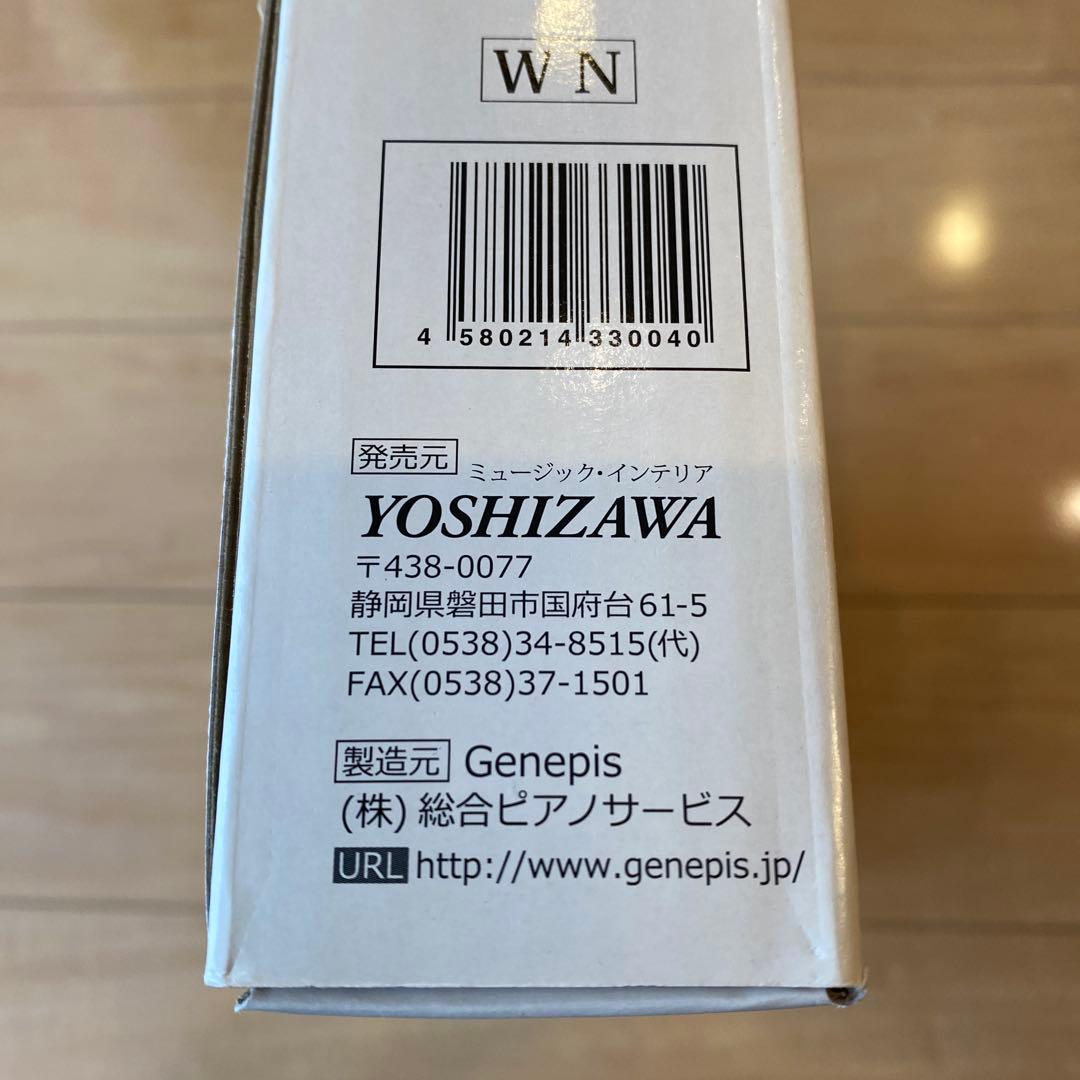 WN
4 580214 330040
発売元 ミュージック・インテリア
YOSHIZAWA
〒438-0077
静岡県磐田市国府台61-5
TEL(0538)34-8515(代)
FAX(0538)37-1501
製造元 Genepis
(株)総合ピアノサービス
URL http://www.genepis.jp/